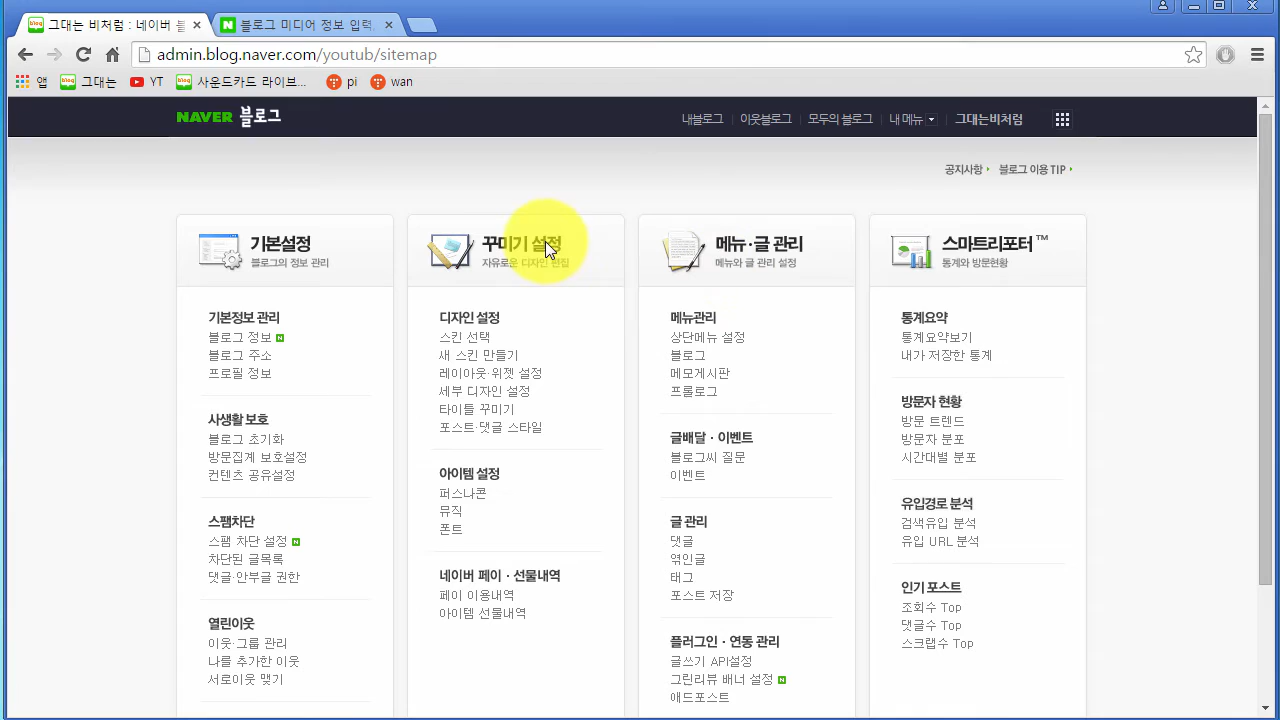 그대는 비처럼 : 네이버 블
블로그 미디어 정보 입력
admin.blog.naver.com/youtub/sitemap
앱 그대는 YT 사운드카드 라이브... pi wan
NAVER 블로그
내블로그 이웃블로그 모두의 블로그 내 메뉴 그대는비처럼
공지사항 블로그 이용 TIP
기본설정
블로그의 정보 관리
기본정보 관리
블로그 정보
블로그 주소
프로필 정보
사생활 보호
블로그 초기화
방문집계 보호설정
컨텐츠 공유설정
스팸차단
스팸 차단 설정
차단된 글목록
댓글·안부글 권한
열린이웃
이웃·그룹 관리
나를 추가한 이웃
서로이웃 맺기
꾸미기 설정
자유로운 디자인 편집
디자인 설정
스킨 선택
새 스킨 만들기
레이아웃·위젯 설정
세부 디자인 설정
타이틀 꾸미기
포스트·댓글 스타일
아이템 설정
퍼스나콘
뮤직
폰트
네이버 페이 · 선물내역
페이 이용내역
아이템 선물내역
메뉴·글 관리
메뉴와 글 관리 설정
메뉴관리
상단메뉴 설정
블로그
메모게시판
프롤로그
글배달 · 이벤트
블로그씨 질문
이벤트
글 관리
댓글
엮인글
태그
포스트 저장
플러그인 · 연동 관리
글쓰기 API설정
그린리뷰 배너 설정
애드포스트
스마트리포터™
통계와 방문현황
통계요약
통계요약보기
내가 저장한 통계
방문자 현황
방문 트렌드
방문자 분포
시간대별 분포
유입경로 분석
검색유입 분석
유입 URL 분석
인기 포스트
조회수 Top
댓글수 Top
스크랩수 Top